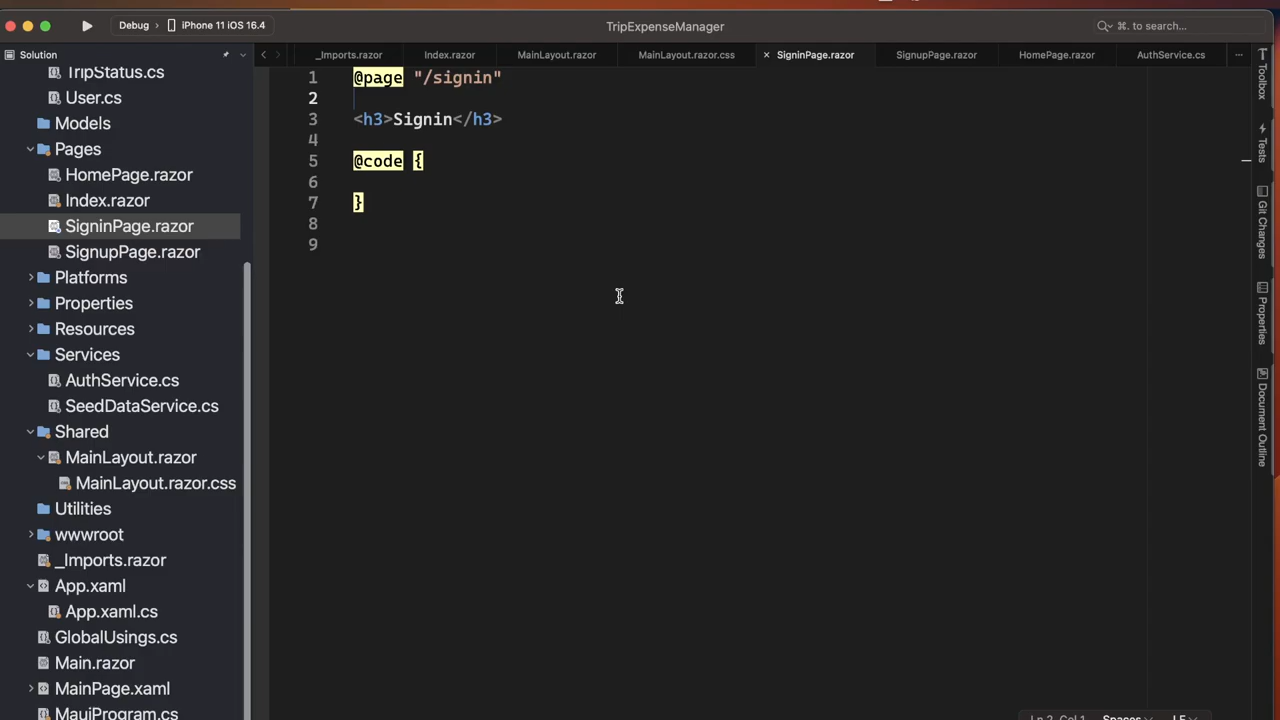 Debug
iPhone 11 iOS 16.4
TripExpenseManager
⌘. to search...
Solution
_Imports.razor
Index.razor
MainLayout.razor
MainLayout.razor.css
SigninPage.razor
SignupPage.razor
HomePage.razor
AuthService.cs
TripStatus.cs
User.cs
Models
Pages
HomePage.razor
Index.razor
SigninPage.razor
SignupPage.razor
Platforms
Properties
Resources
Services
AuthService.cs
SeedDataService.cs
Shared
MainLayout.razor
MainLayout.razor.css
Utilities
wwwroot
_Imports.razor
App.xaml
App.xaml.cs
GlobalUsings.cs
Main.razor
MainPage.xaml
MauiProgram.cs
1 @page "/signin"
2
3 <h3>Signin</h3>
4
5 @code {
6
7 }
8
9
Toolbox
Tests
Git Changes
Properties
Document Outline
Ln 2, Col 1
Spaces
LF